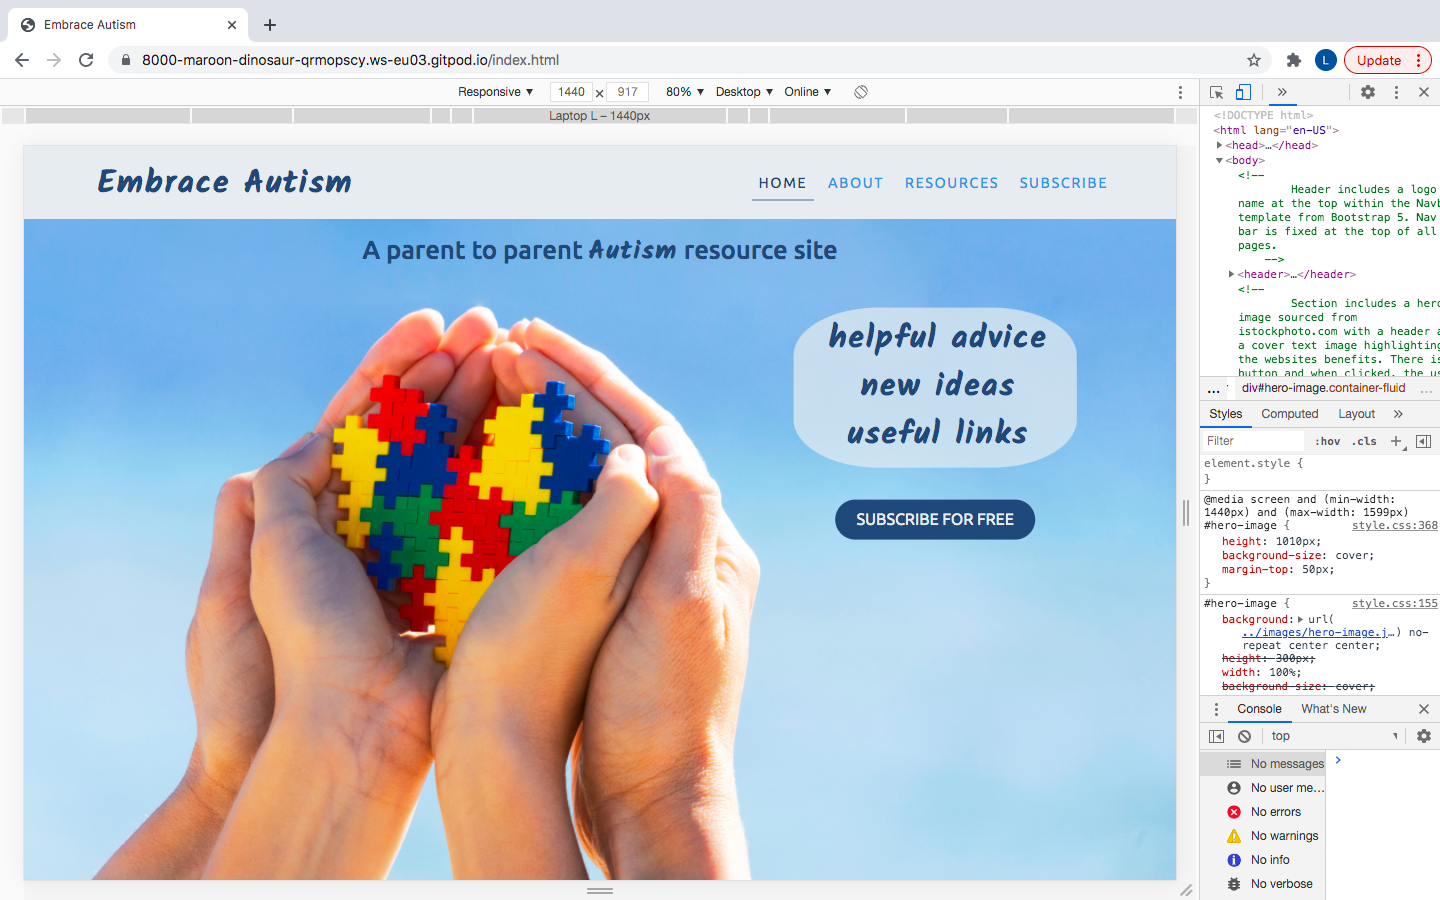 Embrace Autism
8000-maroon-dinosaur-qrmopscy.ws-eu03.gitpod.io/index.html
L
Update
Responsive ▼ 1440 × 917 80% ▼ Desktop ▼ Online ▼
Laptop L – 1440px
Embrace Autism
HOME ABOUT RESOURCES SUBSCRIBE
A parent to parent Autism resource site
helpful advice
new ideas
useful links
SUBSCRIBE FOR FREE
<!DOCTYPE html>
<html lang="en-US">
<head>…</head>
<body>
<!--
Header includes a logo
name at the top within the Navb
template from Bootstrap 5. Nav
bar is fixed at the top of all
pages.
-->
<header>…</header>
<!--
Section includes a hero
image sourced from
istockphoto.com with a header a
a cover text image highlighting
the websites benefits. There is
button and when clicked, the us
… div#hero-image.container-fluid …
Styles Computed Layout »
Filter :hov .cls +
element.style {
}
@media screen and (min-width:
1440px) and (max-width: 1599px)
#hero-image { style.css:368
height: 1010px;
background-size: cover;
margin-top: 50px;
}
#hero-image { style.css:155
background: url(
../images/hero-image.j…) no-
repeat center center;
height: 300px;
width: 100%;
background-size: cover;
Console What's New
top
No messages
No user me…
No errors
No warnings
No info
No verbose